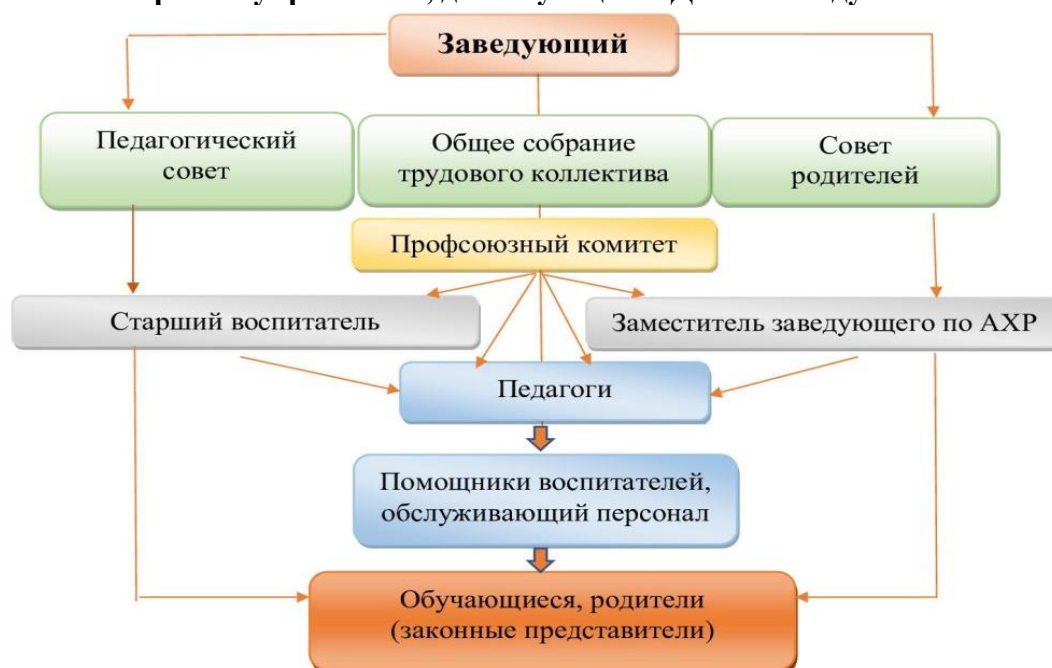 Заведующий
Педагогический
совет
Общее собрание
трудового коллектива
Совет
родителей
Профсоюзный комитет
Старший воспитатель
Заместитель заведующего по АХР
Педагоги
Помощники воспитателей,
обслуживающий персонал
Обучающиеся, родители
(законные представители)